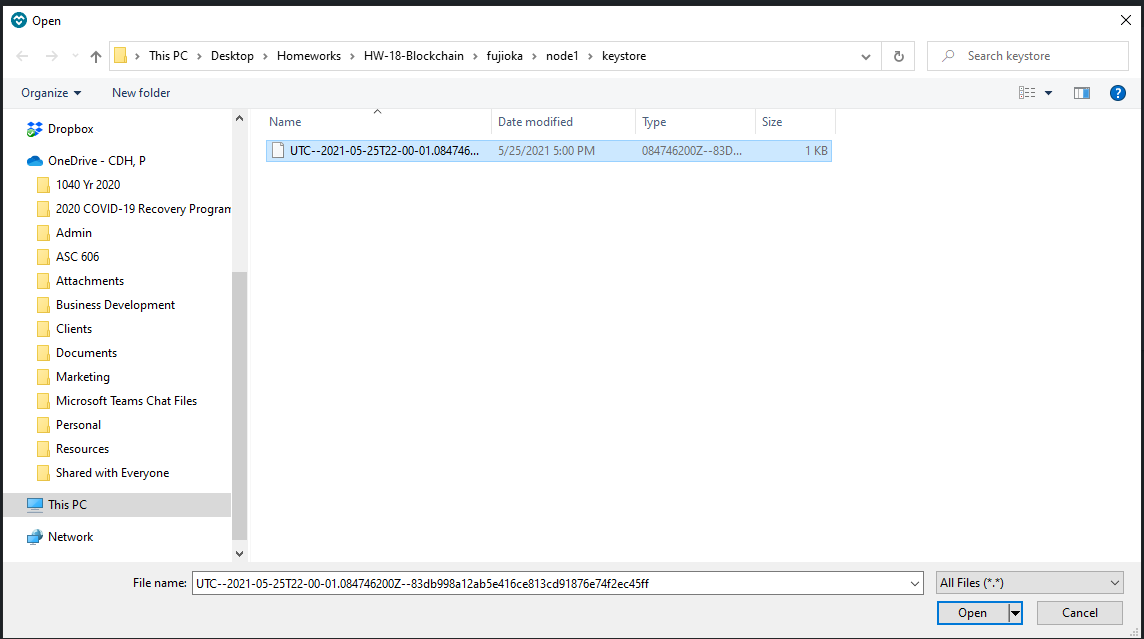 Open
This PC > Desktop > Homeworks > HW-18-Blockchain > fujioka > node1 > keystore
Search keystore
Organize
New folder
Name
Date modified
Type
Size
UTC--2021-05-25T22-00-01.084746...
5/25/2021 5:00 PM
084746200Z--83D...
1 KB
Dropbox
OneDrive - CDH, P
1040 Yr 2020
2020 COVID-19 Recovery Program
Admin
ASC 606
Attachments
Business Development
Clients
Documents
Marketing
Microsoft Teams Chat Files
Personal
Resources
Shared with Everyone
This PC
Network
File name:
UTC--2021-05-25T22-00-01.084746200Z--83db998a12ab5e416ce813cd91876e74f2ec45ff
All Files (*.*)
Open
Cancel